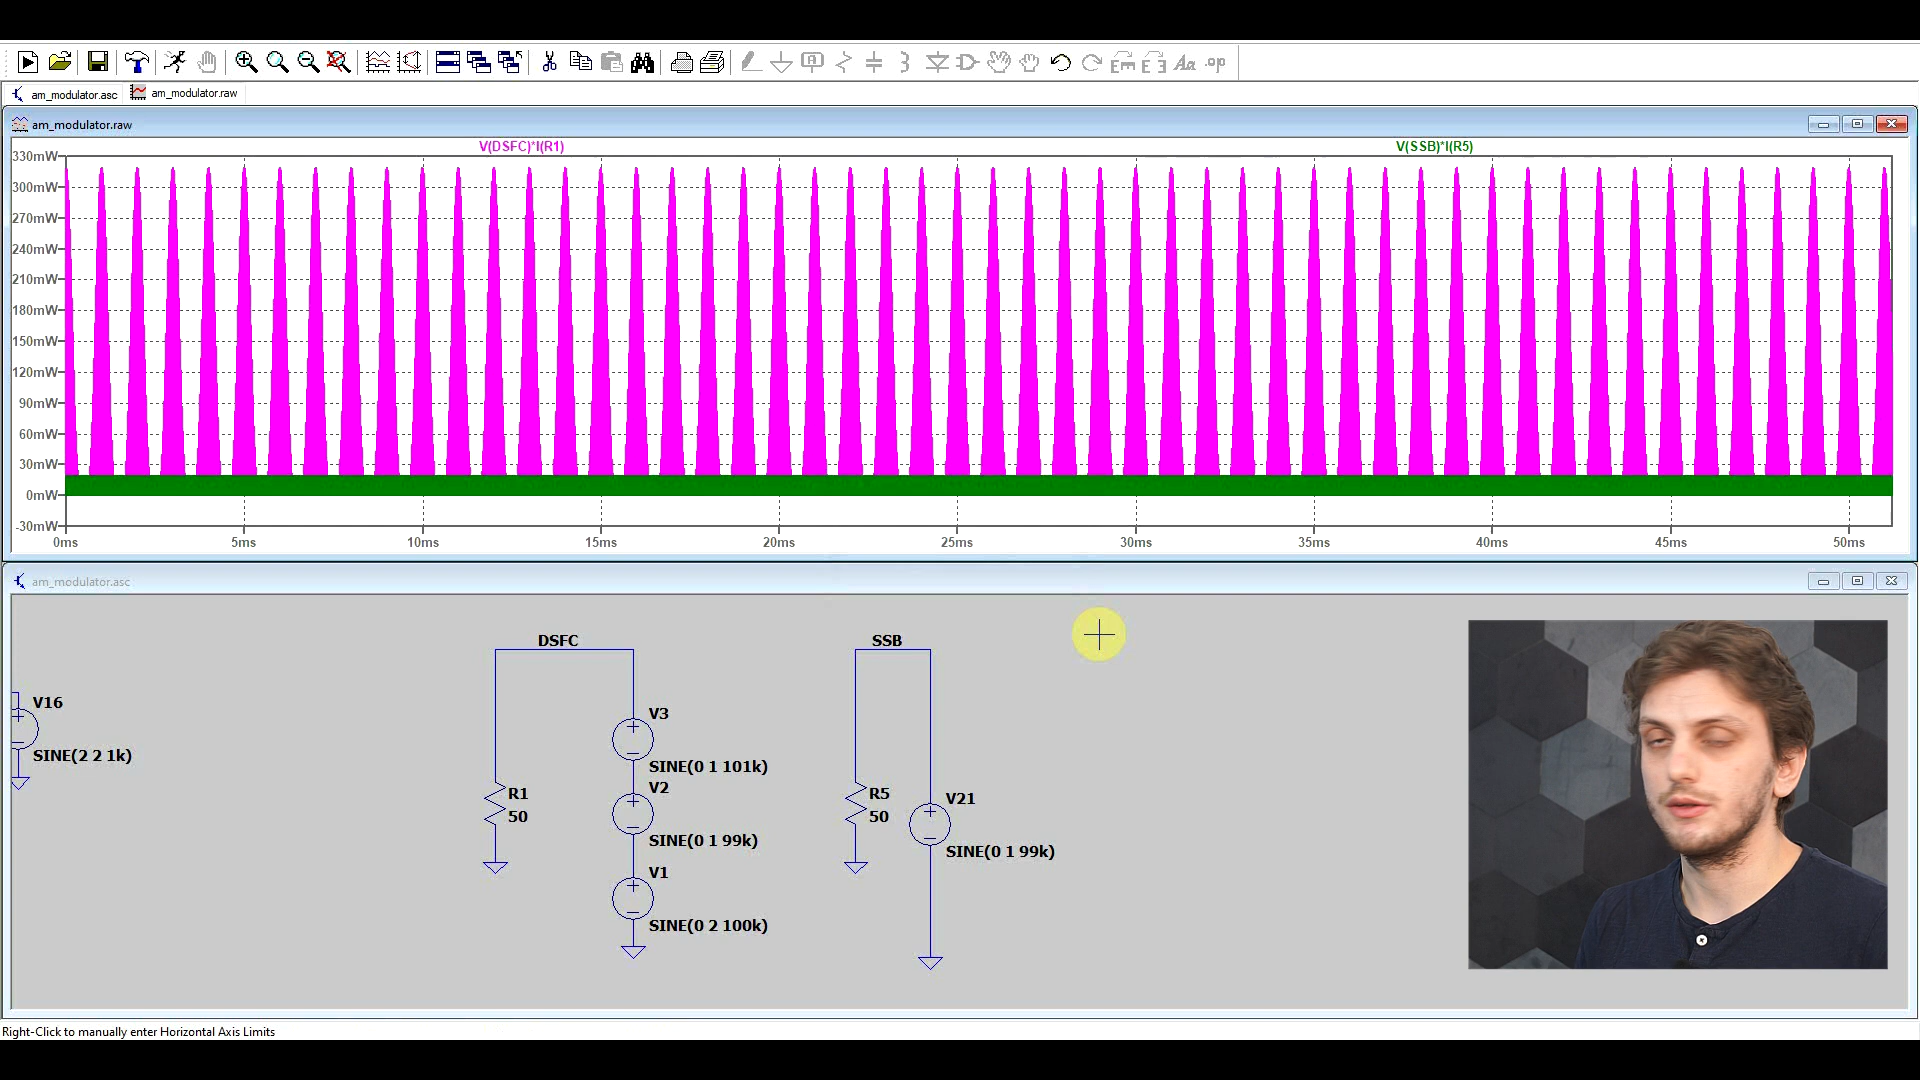 .op
am_modulator.asc
am_modulator.raw
am_modulator.raw
V(DSFC)*I(R1)
V(SSB)*I(R5)
330mW
300mW
270mW
240mW
210mW
180mW
150mW
120mW
90mW
60mW
30mW
0mW
-30mW
0ms
5ms
10ms
15ms
20ms
25ms
30ms
35ms
40ms
45ms
50ms
am_modulator.asc
V16
SINE(2 2 1k)
DSFC
R1
50
V3
SINE(0 1 101k)
V2
SINE(0 1 99k)
V1
SINE(0 2 100k)
SSB
R5
50
V21
SINE(0 1 99k)
Right-Click to manually enter Horizontal Axis Limits